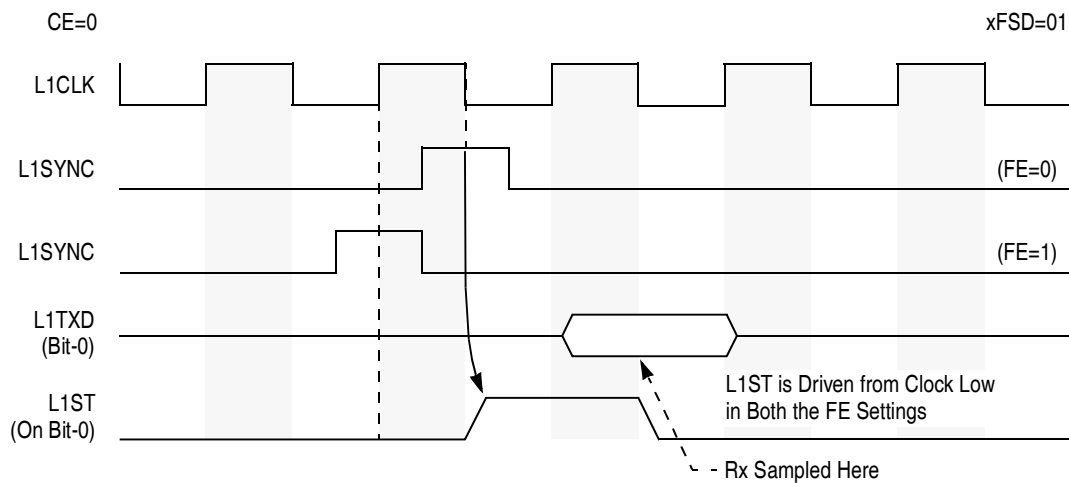 CE=0
xFSD=01
L1CLK
L1SYNC
(FE=0)
L1SYNC
(FE=1)
L1TXD
(Bit-0)
L1ST is Driven from Clock Low
in Both the FE Settings
L1ST
(On Bit-0)
Rx Sampled Here